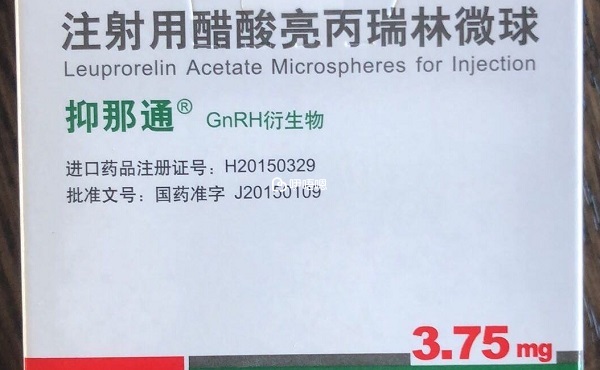 注射用醋酸亮丙瑞林微球
Leuprorelin Acetate Microspheres for Injection
抑那通® GnRH衍生物
进口药品注册证号：H20150329
批准文号：国药准字 J20150109
3.75 mg